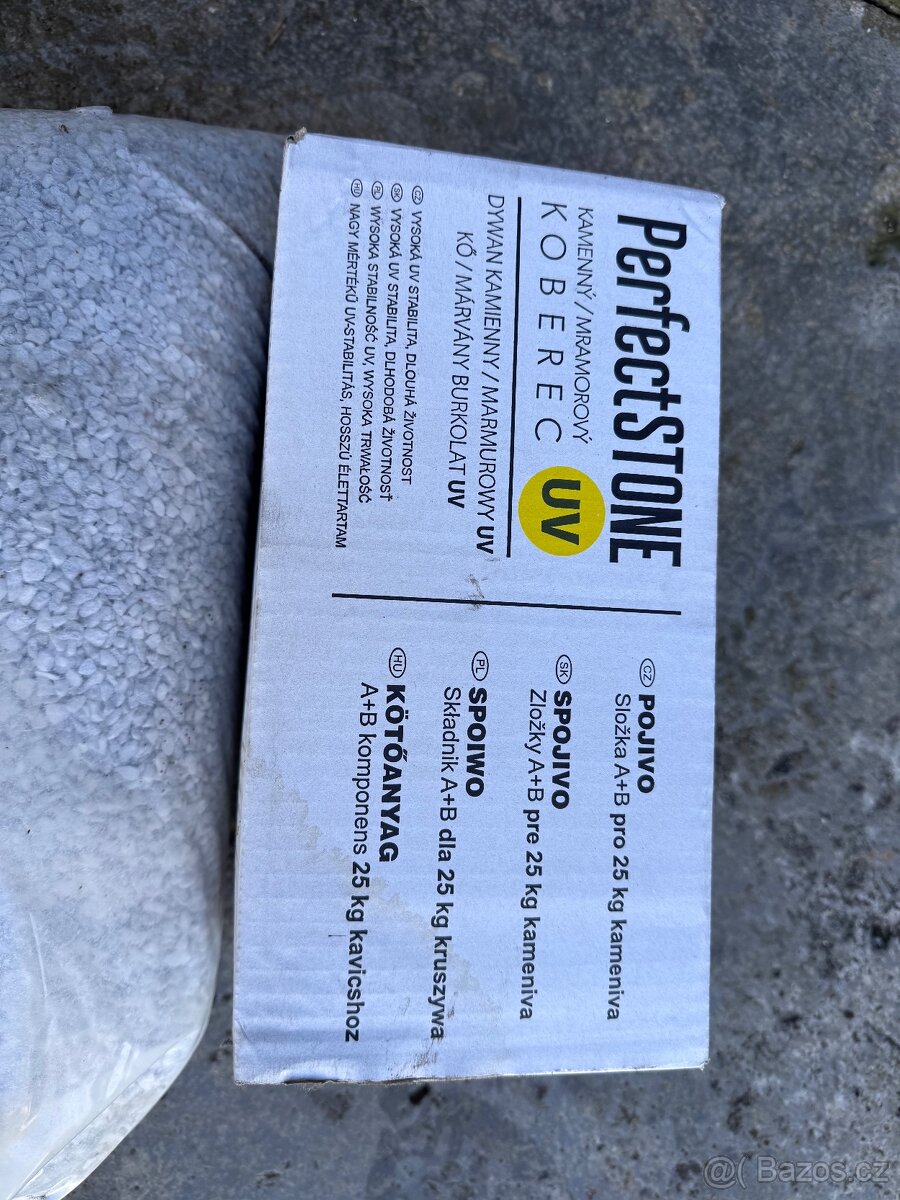 PerfectSTONE
KAMENNÝ / MRAMOROVÝ
KOBEREC UV
DYWAN KAMIENNY / MARMUROWY UV
KŐ / MÁRVÁNY BURKOLAT UV
CZ VYSOKÁ UV STABILITA, DLOUHÁ ŽIVOTNOST
SK VYSOKÁ UV STABILITA, DLHODOBÁ ŽIVOTNOSŤ
PL WYSOKA STABILNOŚĆ UV, WYSOKA TRWAŁOŚĆ
HU NAGY MÉRTÉKŰ UV-STABILITÁS, HOSSZÚ ÉLETTARTAM
CZ POJIVO
Složka A+B pro 25 kg kameniva
SK SPOJIVO
Zložky A+B pre 25 kg kameniva
PL SPOIWO
Składnik A+B dla 25 kg kruszywa
HU KÖTŐANYAG
A+B komponens 25 kg kavicshoz
@( Bazos.cz